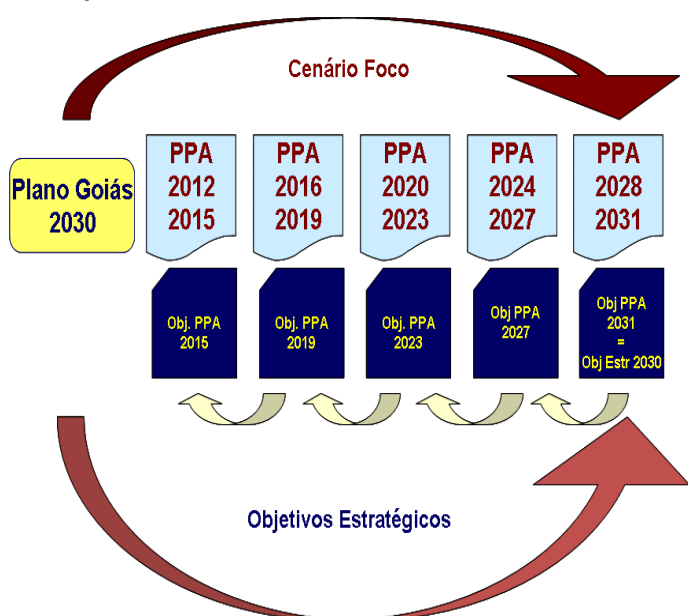 Cenário Foco
Plano Goiás
2030
PPA
2012
2015
PPA
2016
2019
PPA
2020
2023
PPA
2024
2027
PPA
2028
2031
Obj. PPA
2015
Obj. PPA
2019
Obj. PPA
2023
Obj PPA
2027
Obj PPA
2031
=
Obj Estr 2030
Objetivos Estratégicos